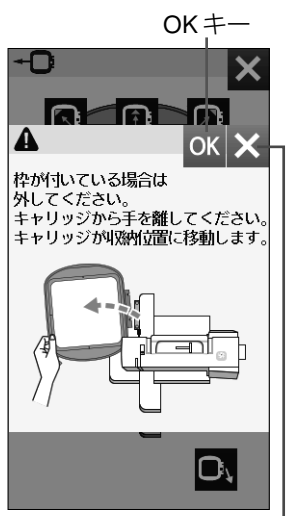 OKキー
OK
枠が付いている場合は
外してください。
キャリッジから手を離してください。
キャリッジが収納位置に移動します。